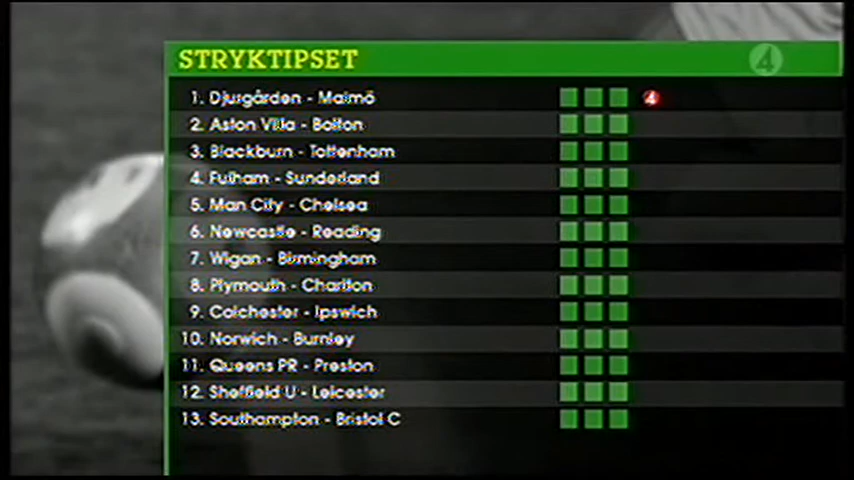 STRYKTIPSET
4
1. Djurgården - Malmö 4
2. Aston Villa - Bolton
3. Blackburn - Tottenham
4. Fulham - Sunderland
5. Man City - Chelsea
6. Newcastle - Reading
7. Wigan - Birmingham
8. Plymouth - Charlton
9. Colchester - Ipswich
10. Norwich - Burnley
11. Queens PR - Preston
12. Sheffield U - Leicester
13. Southampton - Bristol C